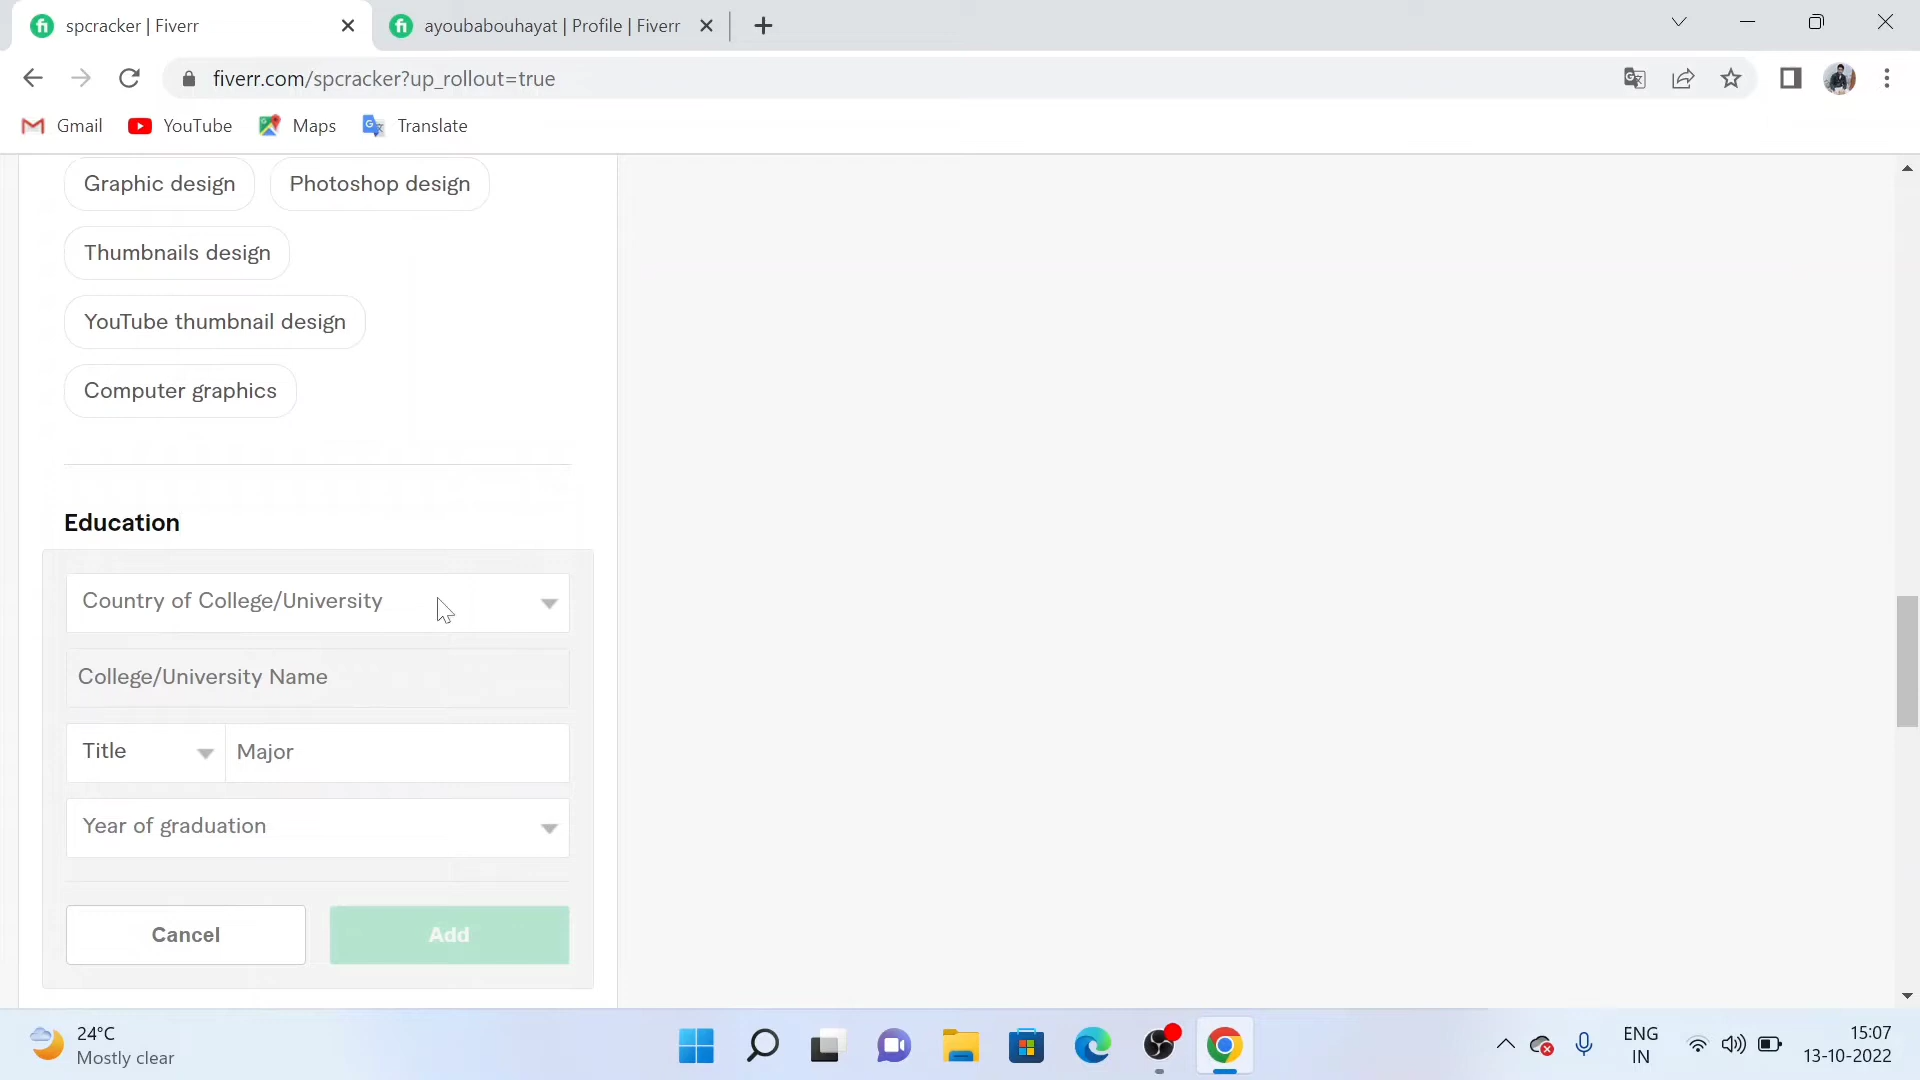 spcracker | Fiverr
ayoubabouhayat | Profile | Fiverr
fiverr.com/spcracker?up_rollout=true
Gmail
YouTube
Maps
Translate
Graphic design
Photoshop design
Thumbnails design
YouTube thumbnail design
Computer graphics
Education
Country of College/University
College/University Name
Title
Major
Year of graduation
Cancel
Add
24°C
Mostly clear
ENG
IN
15:07
13-10-2022